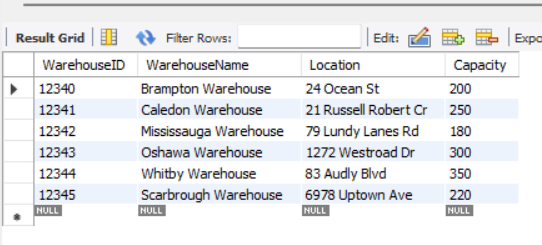 Result Grid Filter Rows: Edit: Expo
WarehouseID WarehouseName Location Capacity
12340 Brampton Warehouse 24 Ocean St 200
12341 Caledon Warehouse 21 Russell Robert Cr 250
12342 Mississauga Warehouse 79 Lundy Lanes Rd 180
12343 Oshawa Warehouse 1272 Westroad Dr 300
12344 Whitby Warehouse 83 Audly Blvd 350
12345 Scarbrough Warehouse 6978 Uptown Ave 220
NULL NULL NULL NULL